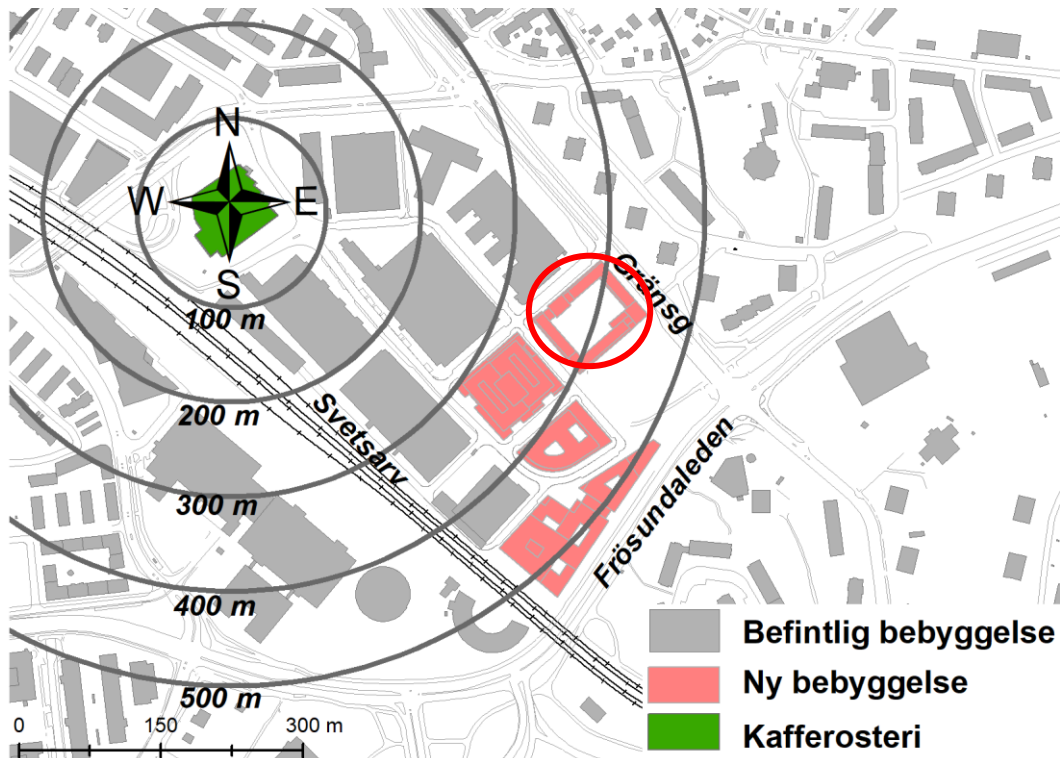 N
W
E
S
100 m
200 m
300 m
400 m
500 m
Gränsg
Svetsarv
Frösundaleden
Befintlig bebyggelse
Ny bebyggelse
Kafferosteri
0 150 300 m